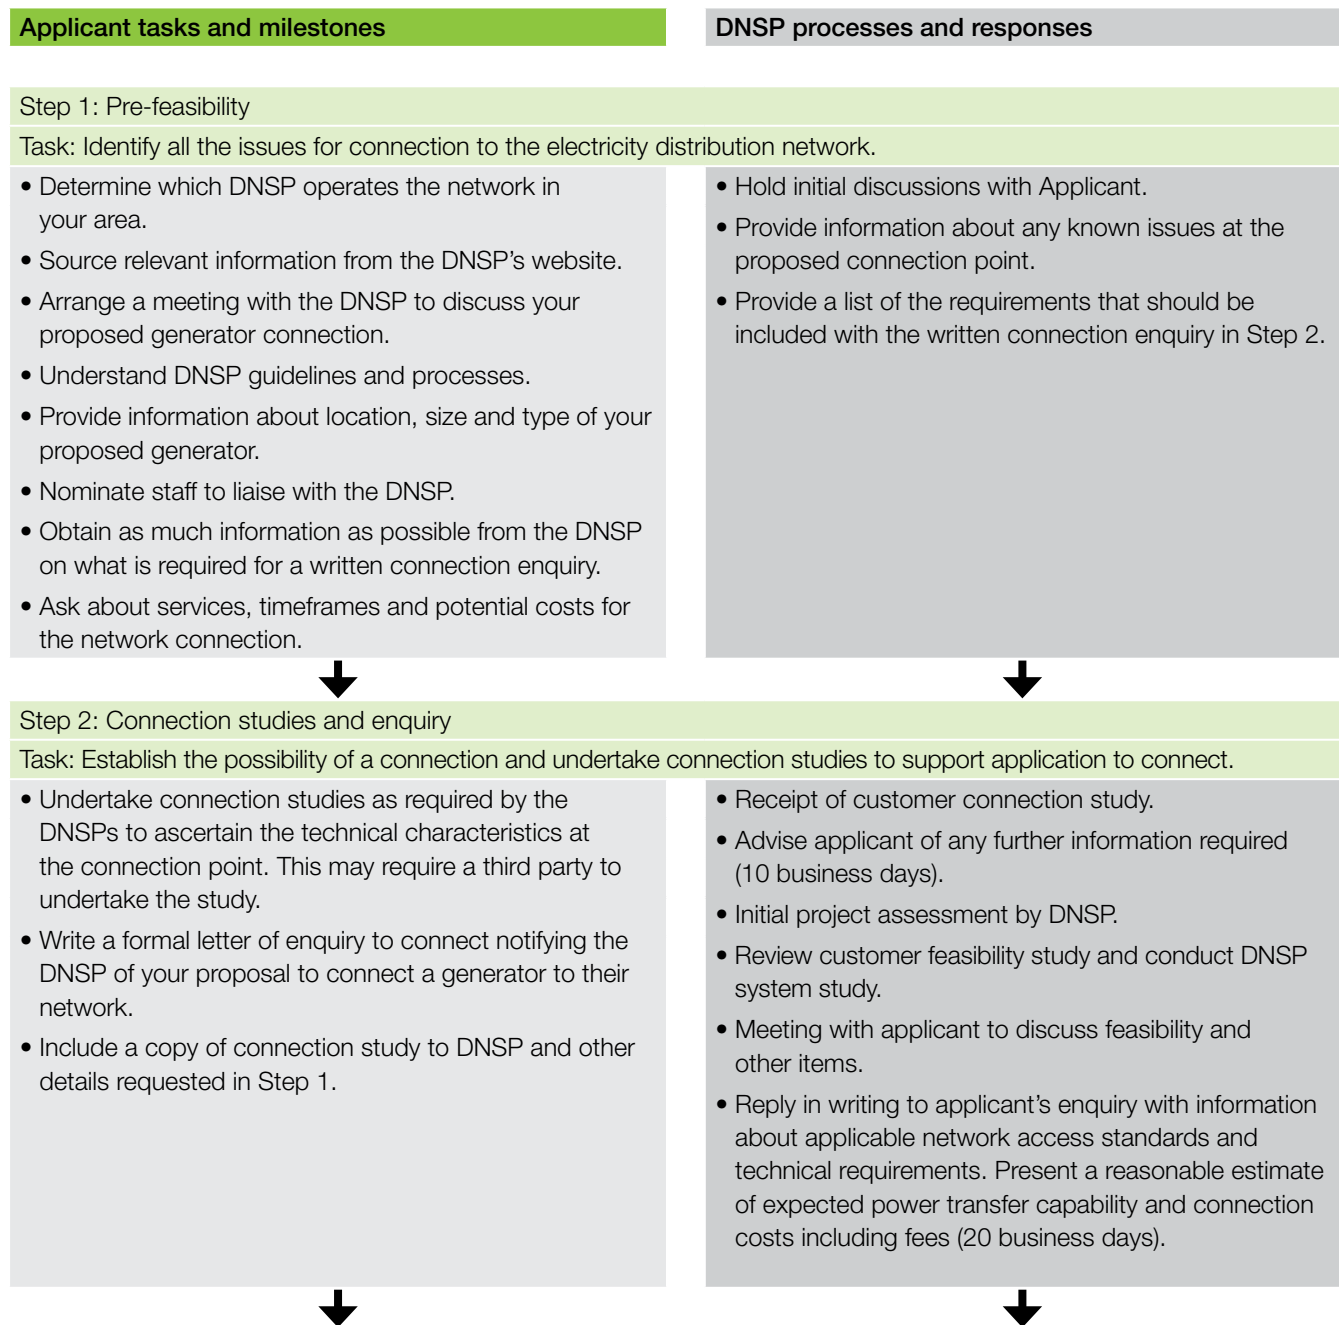 Applicant tasks and milestones
DNSP processes and responses
Step 1: Pre-feasibility
Task: Identify all the issues for connection to the electricity distribution network.
• Determine which DNSP operates the network in
your area.
• Source relevant information from the DNSP's website.
• Arrange a meeting with the DNSP to discuss your
proposed generator connection.
• Understand DNSP guidelines and processes.
• Provide information about location, size and type of your
proposed generator.
• Nominate staff to liaise with the DNSP.
• Obtain as much information as possible from the DNSP
on what is required for a written connection enquiry.
• Ask about services, timeframes and potential costs for
the network connection.
• Hold initial discussions with Applicant.
• Provide information about any known issues at the
proposed connection point.
• Provide a list of the requirements that should be
included with the written connection enquiry in Step 2.
Step 2: Connection studies and enquiry
Task: Establish the possibility of a connection and undertake connection studies to support application to connect.
• Undertake connection studies as required by the
DNSPs to ascertain the technical characteristics at
the connection point. This may require a third party to
undertake the study.
• Write a formal letter of enquiry to connect notifying the
DNSP of your proposal to connect a generator to their
network.
• Include a copy of connection study to DNSP and other
details requested in Step 1.
• Receipt of customer connection study.
• Advise applicant of any further information required
(10 business days).
• Initial project assessment by DNSP.
• Review customer feasibility study and conduct DNSP
system study.
• Meeting with applicant to discuss feasibility and
other items.
• Reply in writing to applicant's enquiry with information
about applicable network access standards and
technical requirements. Present a reasonable estimate
of expected power transfer capability and connection
costs including fees (20 business days).